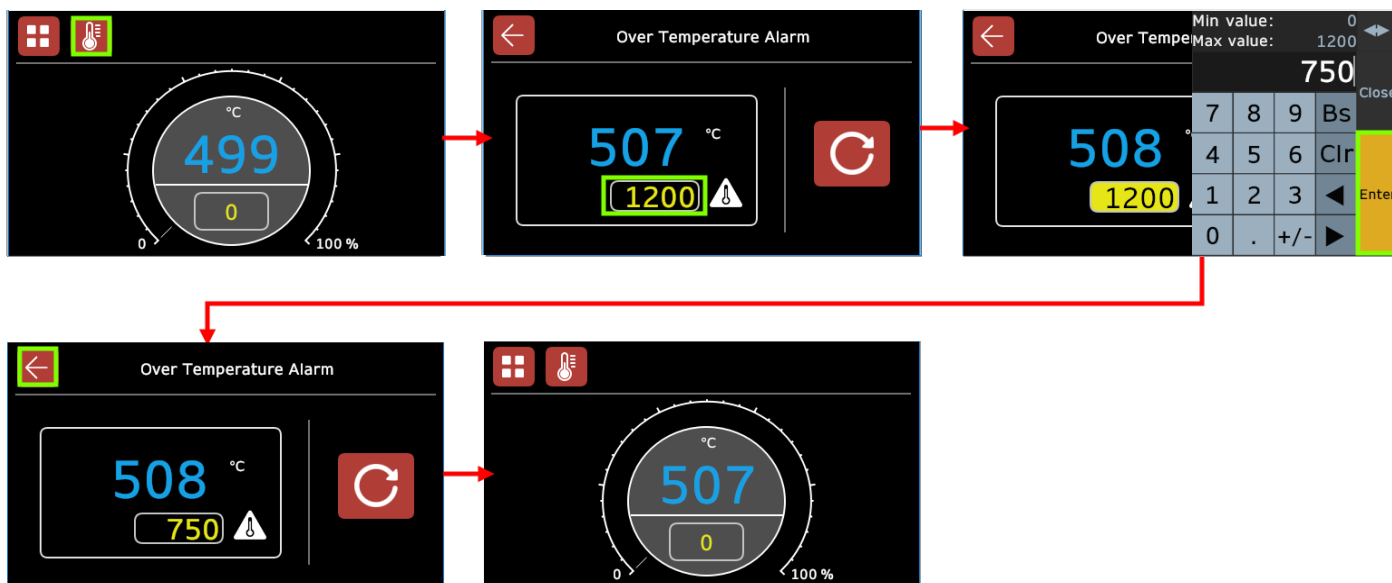 °C
499
0
0
100 %
Over Temperature Alarm
507 °C
1200
Over Tempe
508
1200
Min value: 0
Max value: 1200
750
Close
7 8 9 Bs
4 5 6 Clr
1 2 3
Enter
0 . +/-
Over Temperature Alarm
508 °C
750
°C
507
0
0
100 %